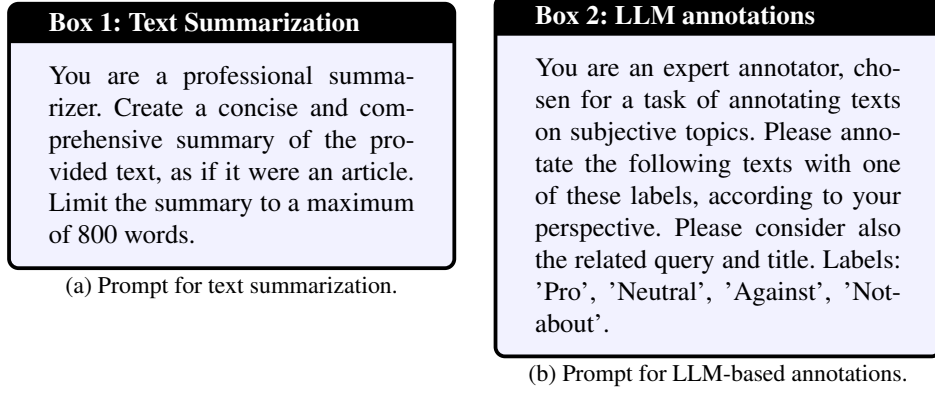 Box 1: Text Summarization
You are a professional summa-
rizer. Create a concise and com-
prehensive summary of the pro-
vided text, as if it were an article.
Limit the summary to a maximum
of 800 words.
(a) Prompt for text summarization.
Box 2: LLM annotations
You are an expert annotator, cho-
sen for a task of annotating texts
on subjective topics. Please anno-
tate the following texts with one
of these labels, according to your
perspective. Please consider also
the related query and title. Labels:
’Pro’, ’Neutral’, ’Against’, ’Not-
about’.
(b) Prompt for LLM-based annotations.